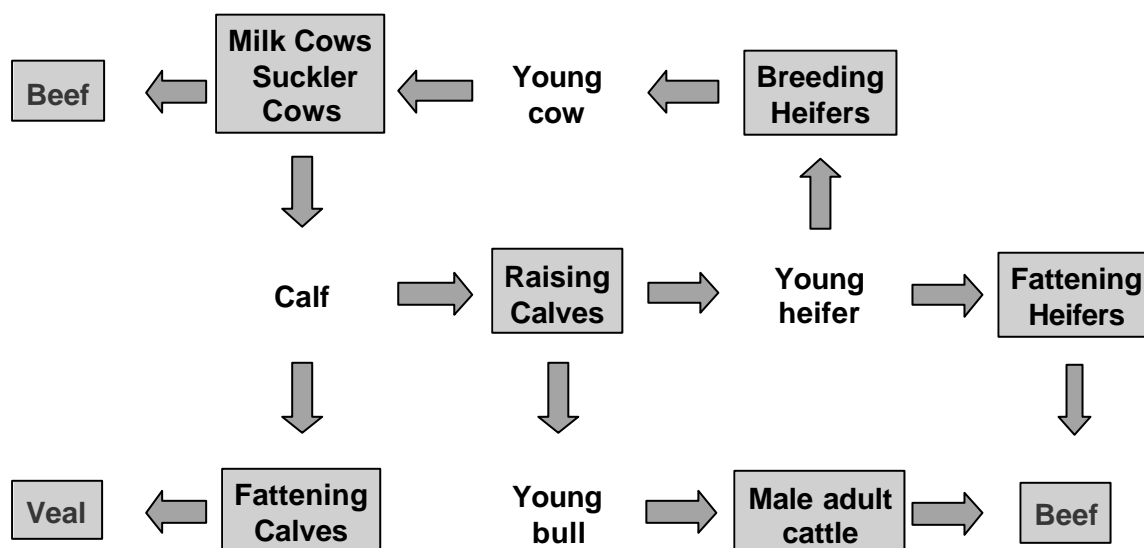 Milk Cows
Suckler
Cows
Beef
Young
cow
Breeding
Heifers
Calf
Raising
Calves
Young
heifer
Fattening
Heifers
Veal
Fattening
Calves
Young
bull
Male adult
cattle
Beef